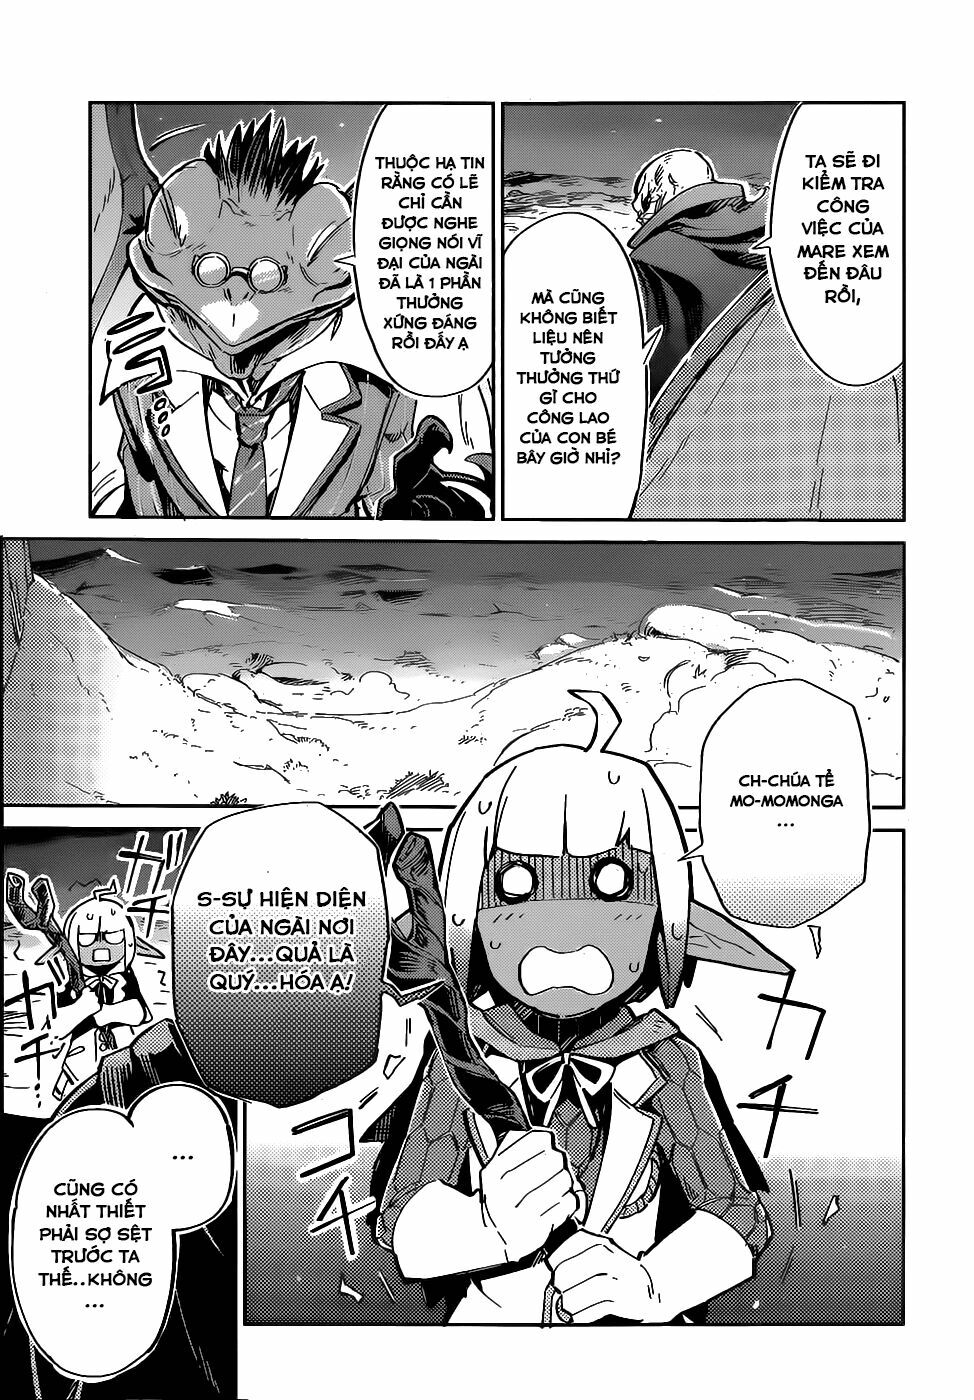 TA SẼ ĐI
KIỂM TRA
CÔNG
VIỆC CỦA
MARE XEM
ĐẾN ĐÂU
RỒI,
MÀ CŨNG
KHÔNG BIẾT
LIỆU NÊN
TƯỞNG
THƯỞNG THỨ
GÌ CHO
CÔNG LAO
CỦA CON BÉ
BÂY GIỜ NHỈ?
THUỘC HẠ TIN
RẰNG CÓ LẼ
CHỈ CẦN
ĐƯỢC NGHE
GIỌNG NÓI VĨ
ĐẠI CỦA NGÀI
ĐÃ LÀ 1 PHẦN
THƯỞNG
XỨNG ĐÁNG
RỒI ĐẤY Ạ
CH-CHÚA TỂ
MO-MOMONGA
...
S-SỰ HIỆN DIỆN
CỦA NGÀI NƠI
ĐÂY...QUẢ LÀ
QUÝ...HÓA Ạ!
ガ
ガ
ガ
ガ
...
CŨNG CÓ
NHẤT THIẾT
PHẢI SỢ SỆT
TRƯỚC TA
THẾ..KHÔNG
...